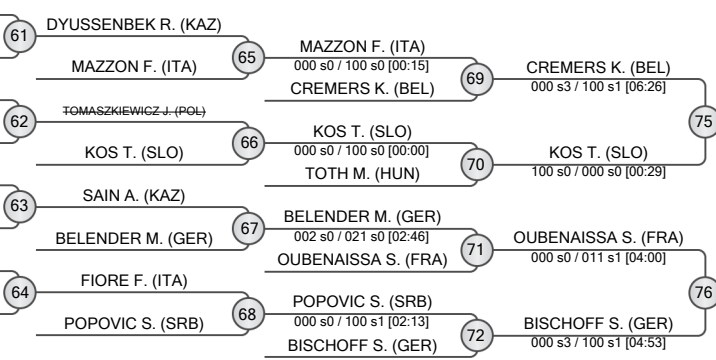 61
DYUSSENBEK R. (KAZ)
MAZZON F. (ITA)
62
TOMASZKIEWICZ J. (POL)
KOS T. (SLO)
63
SAIN A. (KAZ)
BELENDER M. (GER)
64
FIORE F. (ITA)
POPOVIC S. (SRB)
65
MAZZON F. (ITA)
000 s0 / 100 s0 [00:15]
CREMERS K. (BEL)
66
KOS T. (SLO)
000 s0 / 100 s0 [00:00]
TOTH M. (HUN)
67
BELENDER M. (GER)
002 s0 / 021 s0 [02:46]
OUBENAISSA S. (FRA)
68
POPOVIC S. (SRB)
000 s0 / 100 s1 [02:13]
BISCHOFF S. (GER)
69
CREMERS K. (BEL)
000 s3 / 100 s1 [06:26]
70
KOS T. (SLO)
100 s0 / 000 s0 [00:29]
71
OUBENAISSA S. (FRA)
000 s0 / 011 s1 [04:00]
72
BISCHOFF S. (GER)
000 s3 / 100 s1 [04:53]
75
76